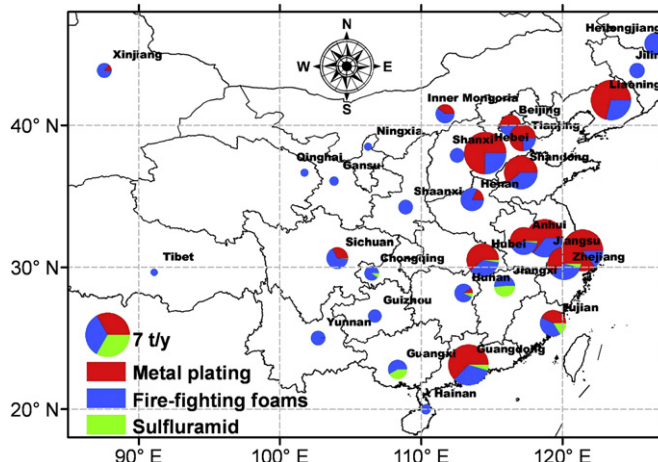 N
W E
S
Heilongjiang
Jilin
Xinjiang
Liaoning
Inner Mongoria
Beijing
Tianjing
40° N
Ningxia
Shanxi Hebei
Qinghai
Gansu
Shandong
Shaanxi
Henan
Anhui
Sichuan
Hubei
Jiangsu
Tibet
Chongqing
Zhejiang
30° N
Jiangxi
Hunan
Guizhou
Fujian
Yunnan
7 t/y
Guangxi
Guangdong
Metal plating
Fire-fighting foams
Hainan
20° N
Sulfluramid
90° E 100° E 110° E 120° E